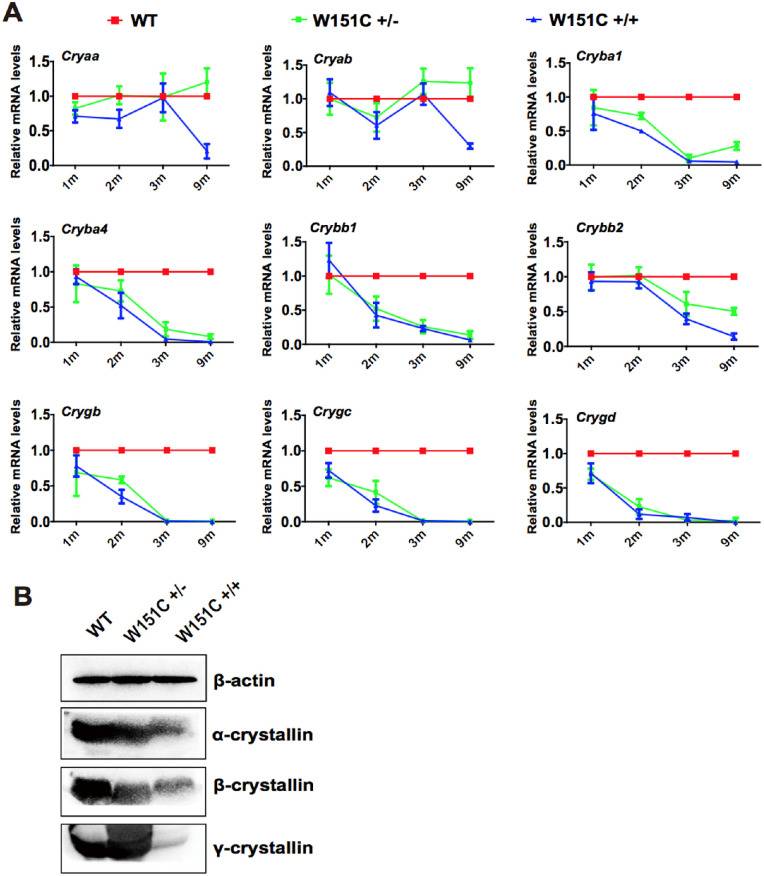 A
WT
W151C +/-
W151C +/+
Cryaa
Relative mRNA levels
1.5
1.0
0.5
0.0
1m
2m
3m
9m
Cryab
Relative mRNA levels
1.5
1.0
0.5
0.0
1m
2m
3m
9m
Cryba1
Relative mRNA levels
1.5
1.0
0.5
0.0
1m
2m
3m
9m
Cryba4
Relative mRNA levels
1.5
1.0
0.5
0.0
1m
2m
3m
9m
Crybb1
Relative mRNA levels
1.5
1.0
0.5
0.0
1m
2m
3m
9m
Crybb2
Relative mRNA levels
1.5
1.0
0.5
0.0
1m
2m
3m
9m
Crygb
Relative mRNA levels
1.5
1.0
0.5
0.0
1m
2m
3m
9m
Crygc
Relative mRNA levels
1.5
1.0
0.5
0.0
1m
2m
3m
9m
Crygd
Relative mRNA levels
1.5
1.0
0.5
0.0
1m
2m
3m
9m
B
WT
W151C +/-
W151C +/+
β-actin
α-crystallin
β-crystallin
γ-crystallin